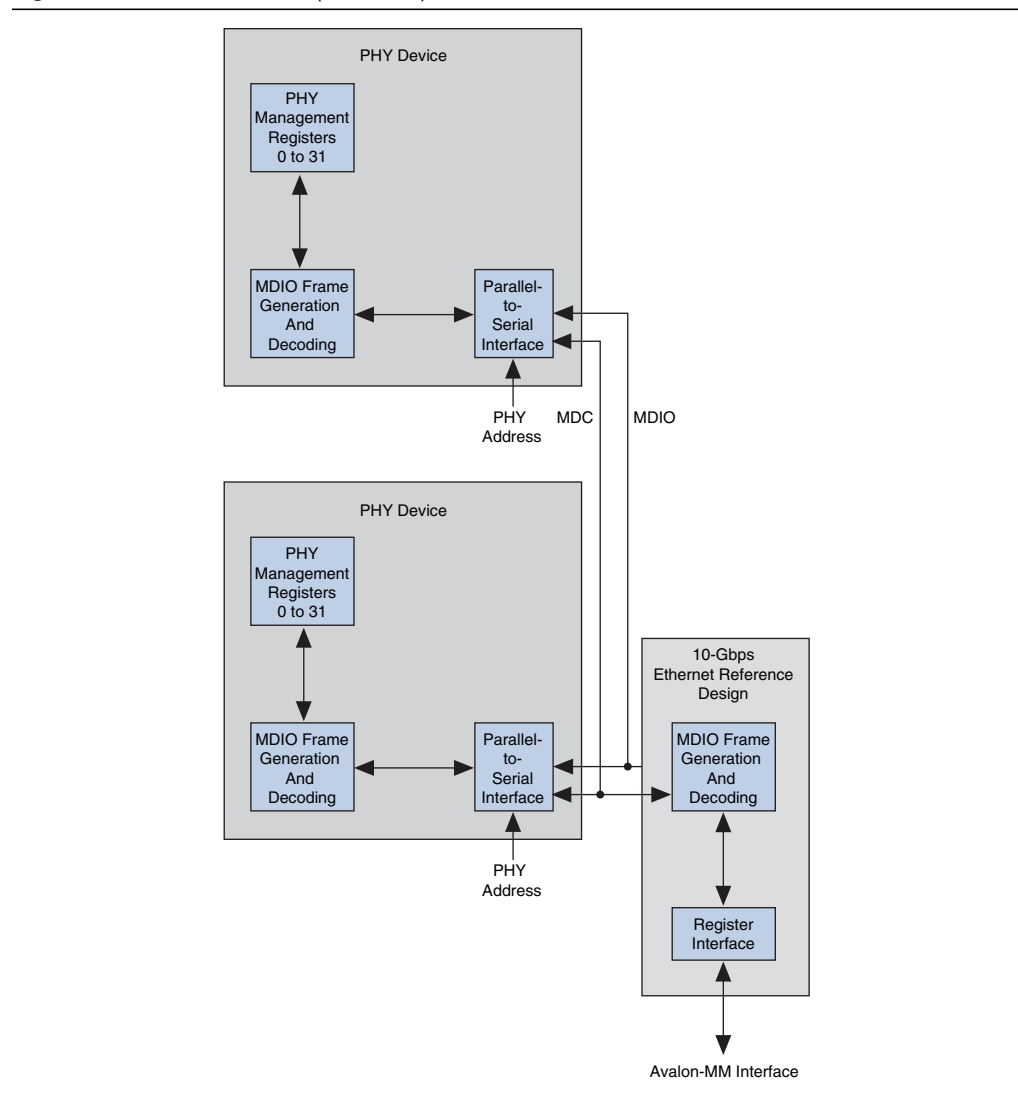 PHY Device
PHY
Management
Registers
0 to 31
MDIO Frame
Generation
And
Decoding
Parallel-
to-
Serial
Interface
PHY
Address
MDC
MDIO
PHY Device
PHY
Management
Registers
0 to 31
MDIO Frame
Generation
And
Decoding
Parallel-
to-
Serial
Interface
PHY
Address
10-Gbps
Ethernet Reference
Design
MDIO Frame
Generation
And
Decoding
Register
Interface
Avalon-MM Interface